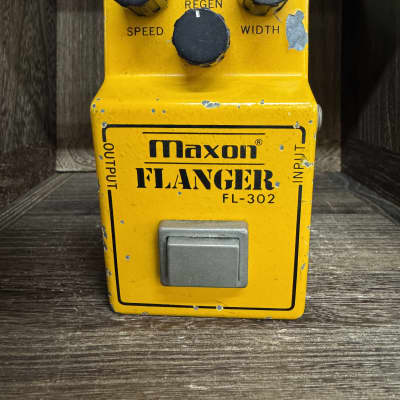 REGEN
SPEED WIDTH
OUTPUT
INPUT
maxon®
FLANGER
FL-302